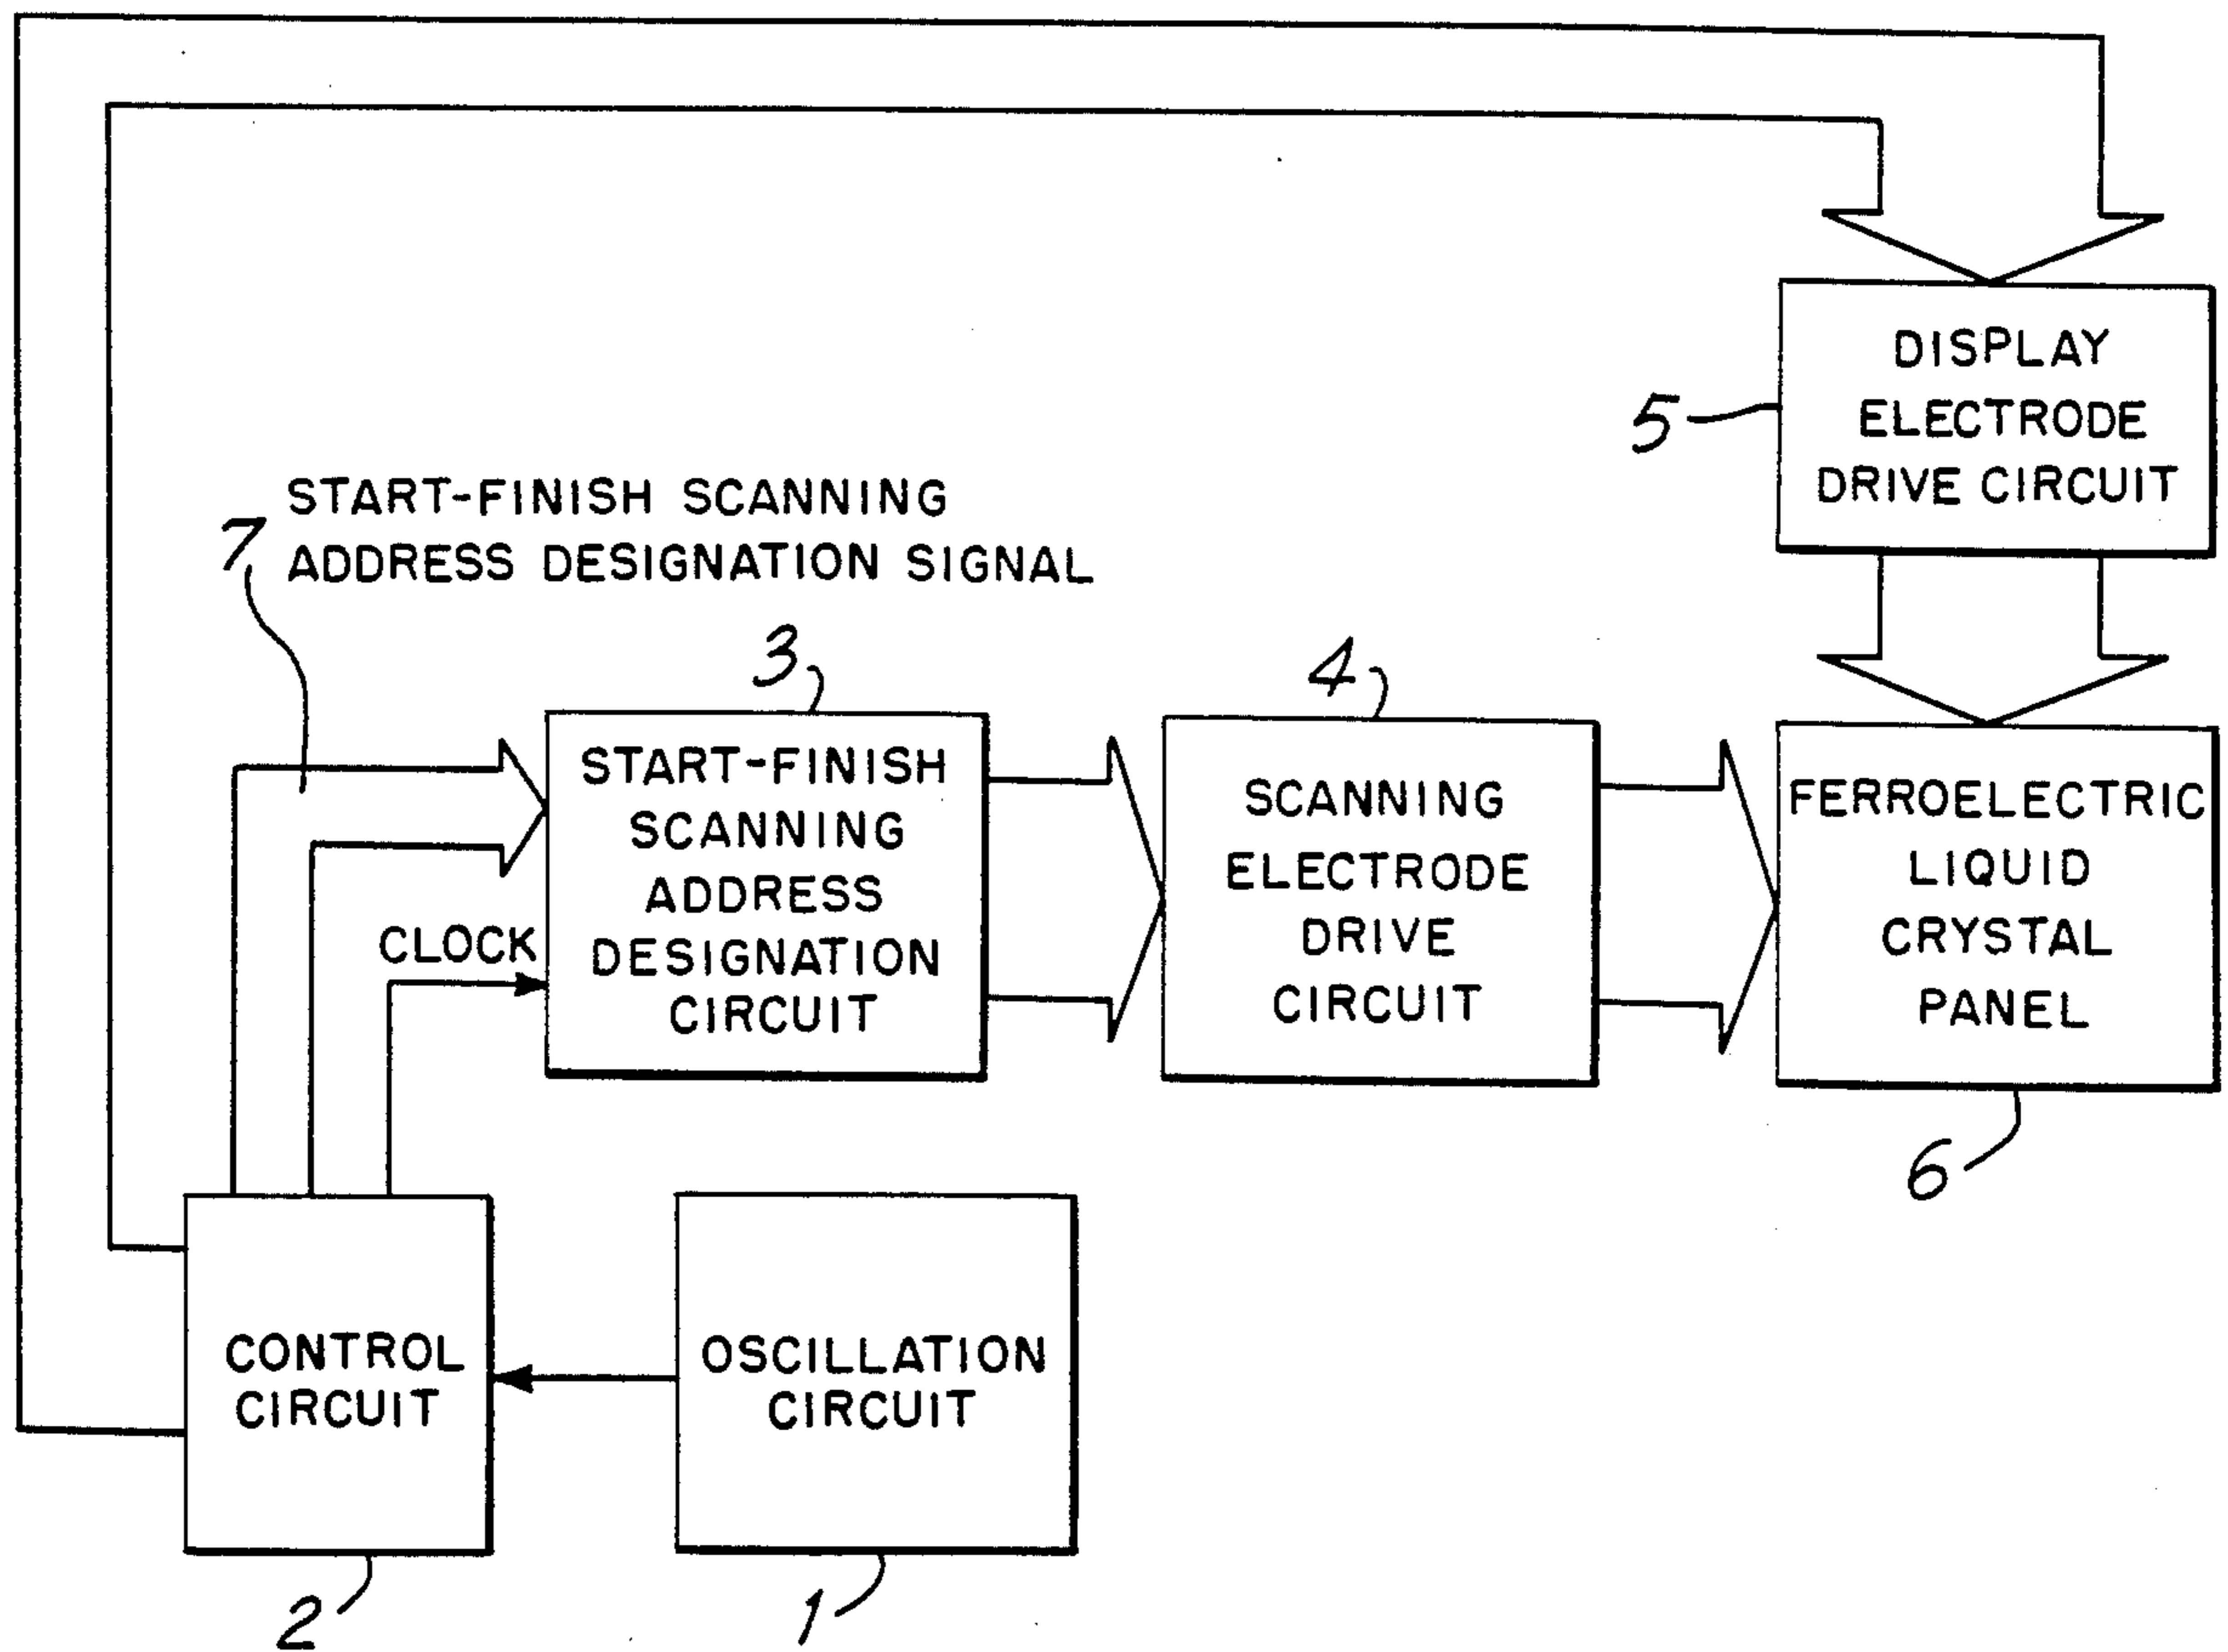 DISPLAY
ELECTRODE
DRIVE CIRCUIT
5
START-FINISH SCANNING
ADDRESS DESIGNATION SIGNAL
7
3
START-FINISH
SCANNING
ADDRESS
DESIGNATION
CIRCUIT
CLOCK
4
SCANNING
ELECTRODE
DRIVE
CIRCUIT
FERROELECTRIC
LIQUID
CRYSTAL
PANEL
6
CONTROL
CIRCUIT
2
OSCILLATION
CIRCUIT
1